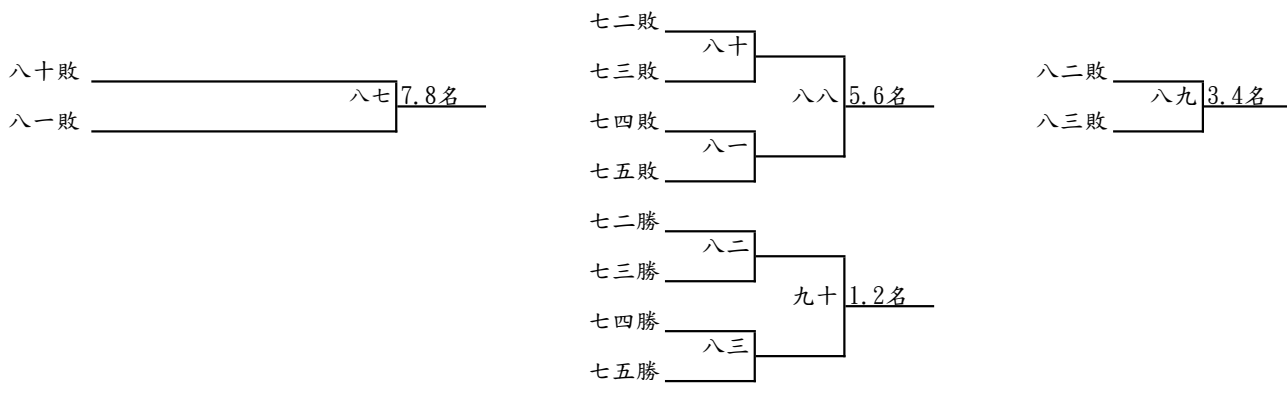 八十敗
八一敗
八七 7.8名
七二敗
七三敗
七四敗
七五敗
八十
八一
八八 5.6名
八二敗
八三敗
八九 3.4名
七二勝
七三勝
七四勝
七五勝
八二
八三
九十 1.2名